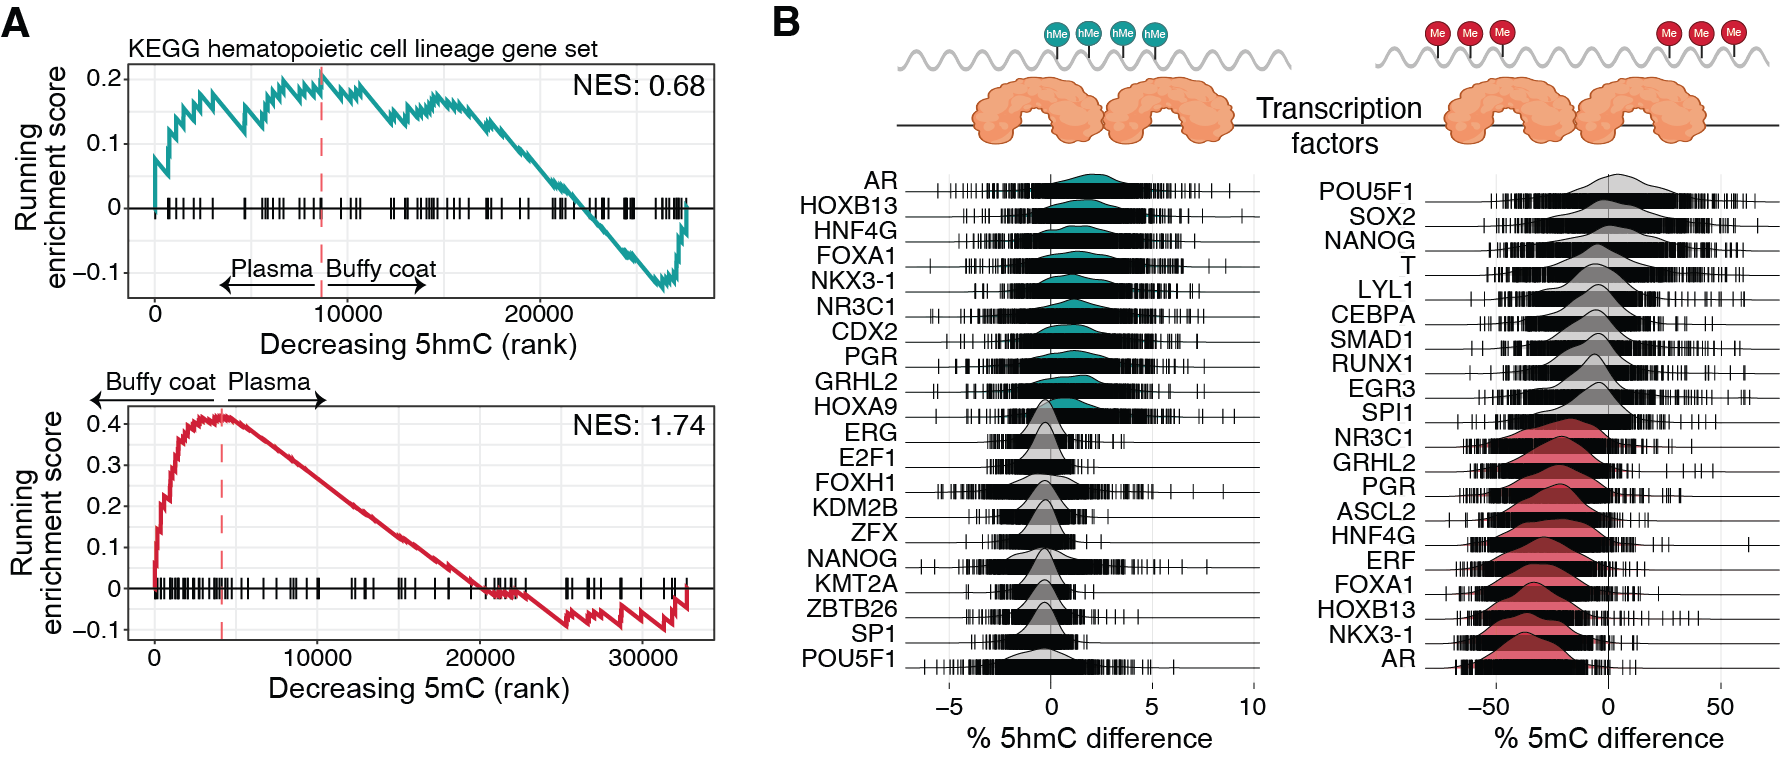 A
KEGG hematopoietic cell lineage gene set
NES: 0.68
Running
enrichment score
0.2
0.1
0
−0.1
Plasma
Buffy coat
0
10000
20000
Decreasing 5hmC (rank)
Buffy coat
Plasma
NES: 1.74
Running
enrichment score
0.4
0.3
0.2
0.1
0
−0.1
0
10000
20000
30000
Decreasing 5mC (rank)
B
hMe
hMe
hMe
hMe
Me
Me
Me
Me
Me
Me
Transcription
factors
AR
HOXB13
HNF4G
FOXA1
NKX3-1
NR3C1
CDX2
PGR
GRHL2
HOXA9
ERG
E2F1
FOXH1
KDM2B
ZFX
NANOG
KMT2A
ZBTB26
SP1
POU5F1
−5
0
5
10
% 5hmC difference
POU5F1
SOX2
NANOG
T
LYL1
CEBPA
SMAD1
RUNX1
EGR3
SPI1
NR3C1
GRHL2
PGR
ASCL2
HNF4G
ERF
FOXA1
HOXB13
NKX3-1
AR
−50
0
50
% 5mC difference